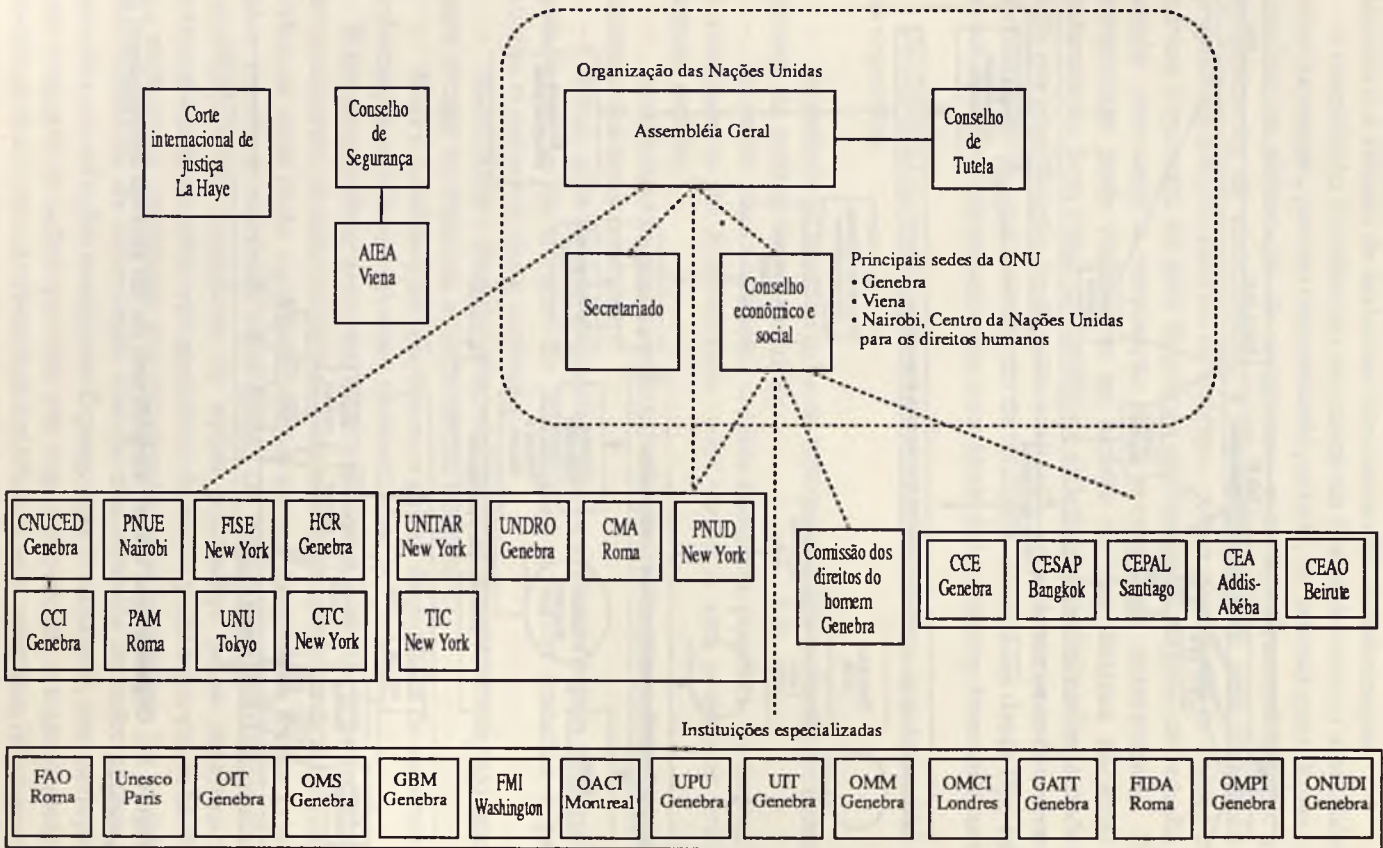 Organização das Nações Unidas
Corte
internacional de
justiça
La Haye
Conselho
de
Segurança
Assembléia Geral
Conselho
de
Tutela
AIEA
Viena
Secretariado
Conselho
econômico e
social
Principais sedes da ONU
• Genebra
• Viena
• Nairobi, Centro da Nações Unidas
para os direitos humanos
CNUCED
Genebra
PNUE
Nairobi
FISE
New York
HCR
Genebra
CCI
Genebra
PAM
Roma
UNU
Tokyo
CTC
New York
UNITAR
New York
UNDRO
Genebra
CMA
Roma
PNUD
New York
TIC
New York
Comissão dos
direitos do
homem
Genebra
CCE
Genebra
CESAP
Bangkok
CEPAL
Santiago
CEA
Addis-
Abéba
CEAO
Beirute
Instituições especializadas
FAO
Roma
Unesco
Paris
OIT
Genebra
OMS
Genebra
GBM
Genebra
FMI
Washington
OACI
Montreal
UPU
Genebra
UIT
Genebra
OMM
Genebra
OMCI
Londres
GATT
Genebra
FIDA
Roma
OMPI
Genebra
ONUDI
Genebra